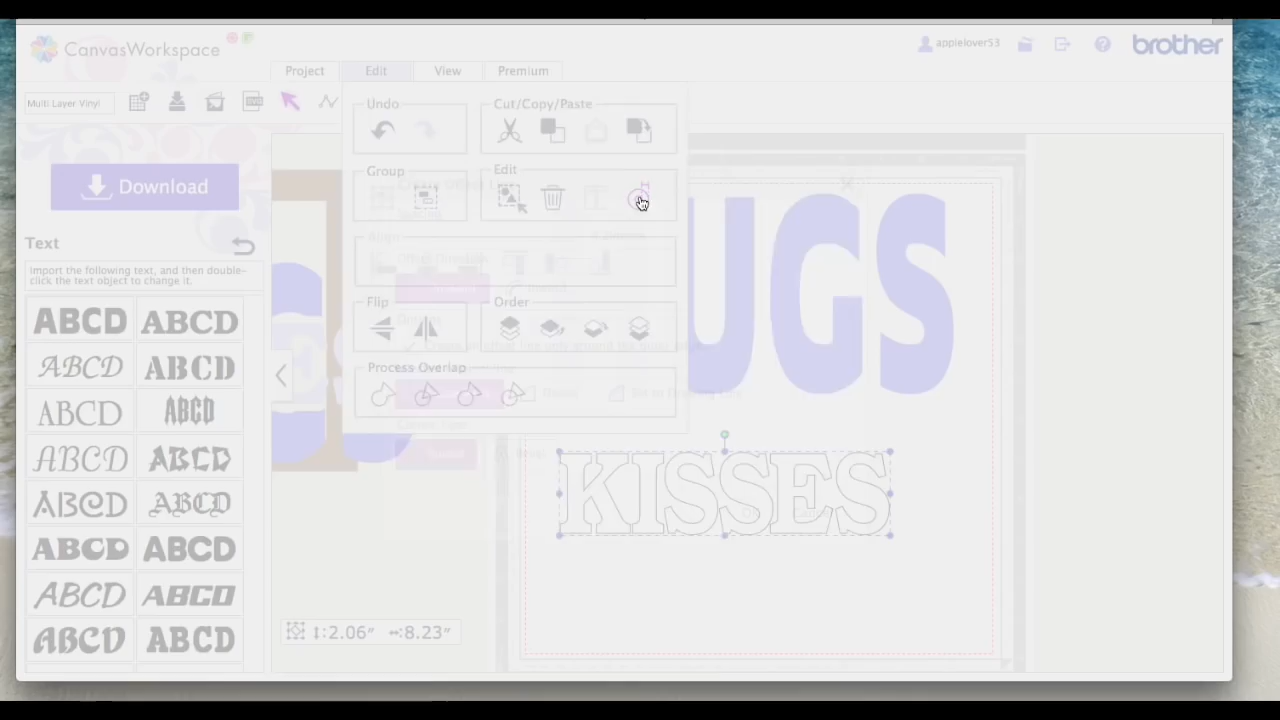 CanvasWorkspace
applelover53
brother
Project
Edit
View
Premium
Multi Layer Vinyl
SVG
Undo
Cut/Copy/Paste
Download
Group
Edit
Text
Import the following text, and then double-
click the text object to change it.
Align
Flip
Order
Process Overlap
ABCD ABCD
ABCD ABCD
ABCD ABCD
ABCD ABCD
ABCD ABCD
ABCD ABCD
ABCD ABCD
ABCD ABCD
UGS
KISSES
2.06" 8.23"